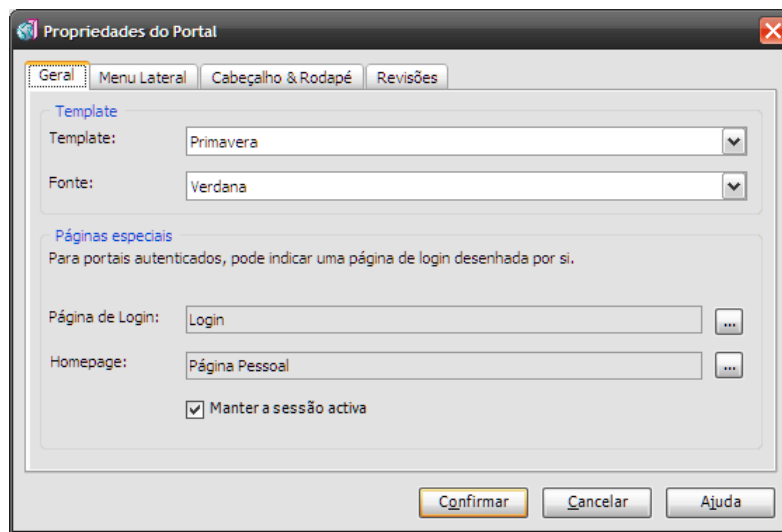 Propriedades do Portal
Geral Menu Lateral Cabeçalho & Rodapé Revisões
Template
Template: Primavera
Fonte: Verdana
Páginas especiais
Para portais autenticados, pode indicar uma página de login desenhada por si.
Página de Login: Login ...
Homepage: Página Pessoal ...
Manter a sessão activa
Confirmar Cancelar Ajuda